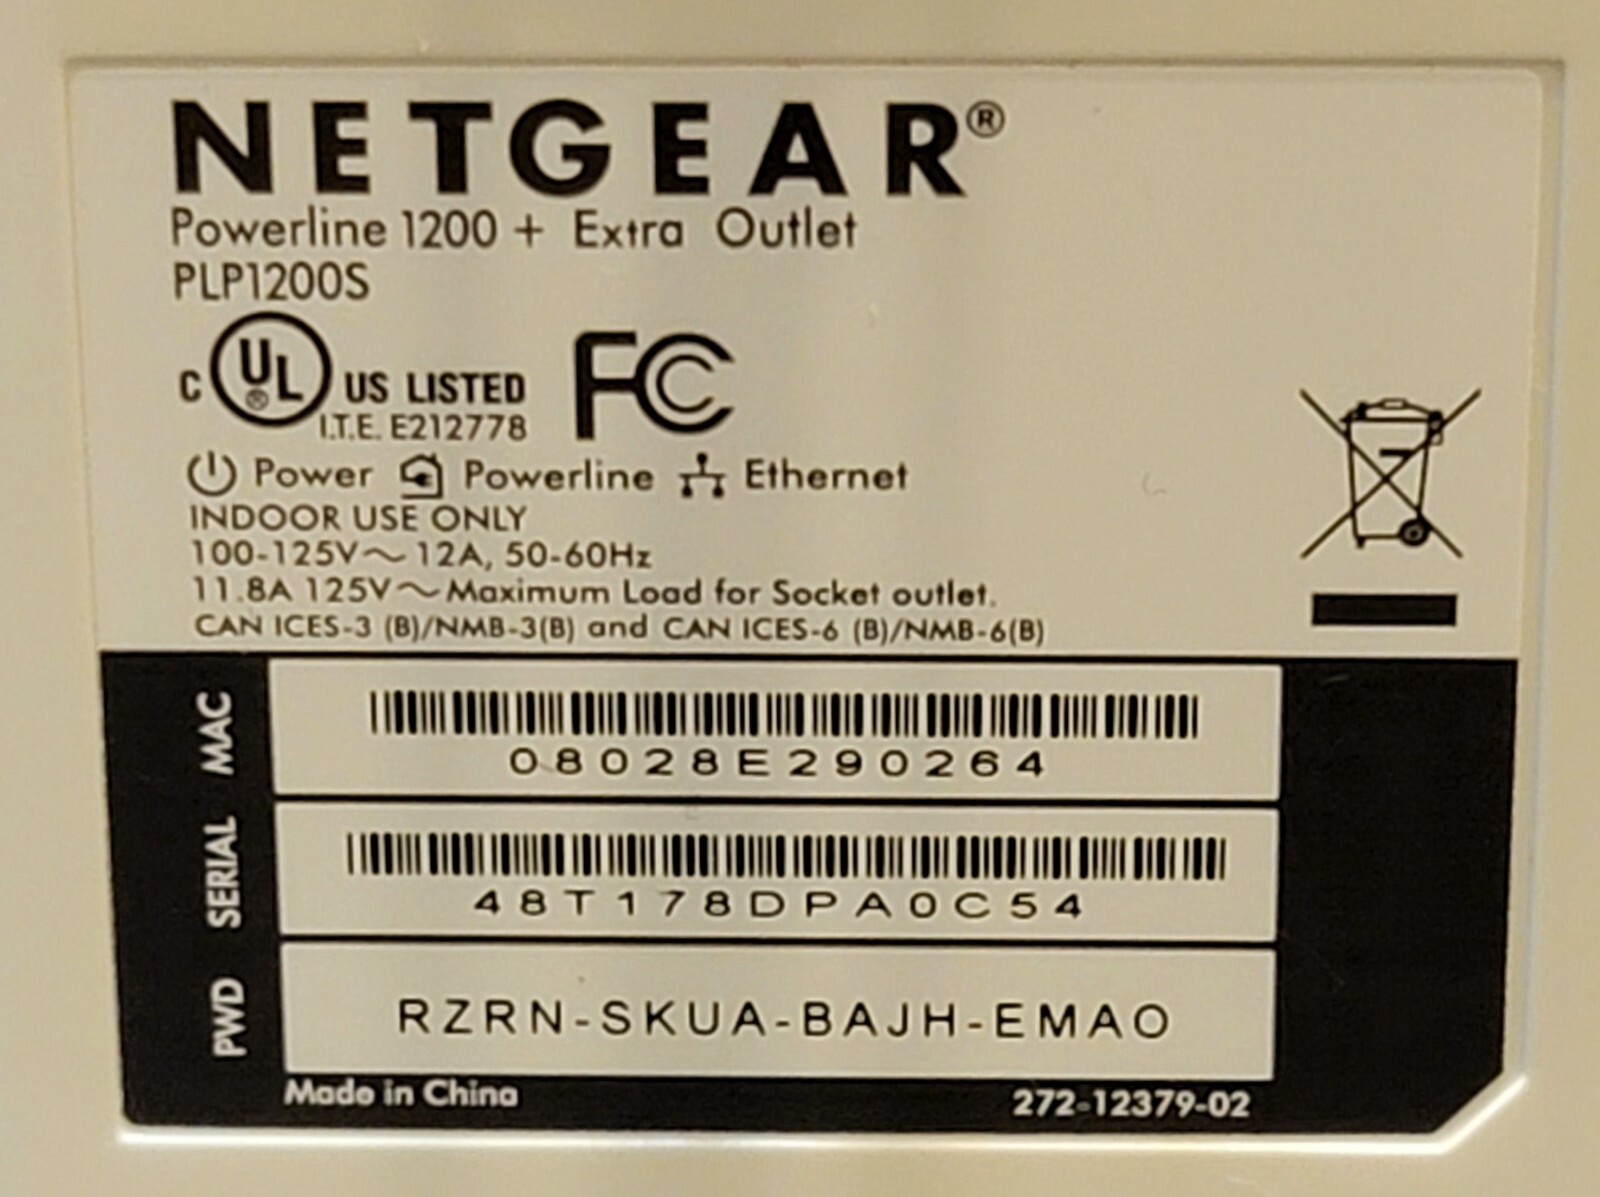 NETGEAR®
Powerline 1200 + Extra Outlet
PLP1200S
C UL® US LISTED FC
I.T.E. E212778
Power Powerline Ethernet
INDOOR USE ONLY
100-125V~ 12A, 50-60Hz
11.8A 125V~Maximum Load for Socket outlet.
CAN ICES-3 (B)/NMB-3(B) and CAN ICES-6 (B)/NMB-6(B)
MAC 08028E290264
SERIAL 48T178DPA0C54
PWD RZRN-SKUA-BAJH-EMAO
Made in China 272-12379-02